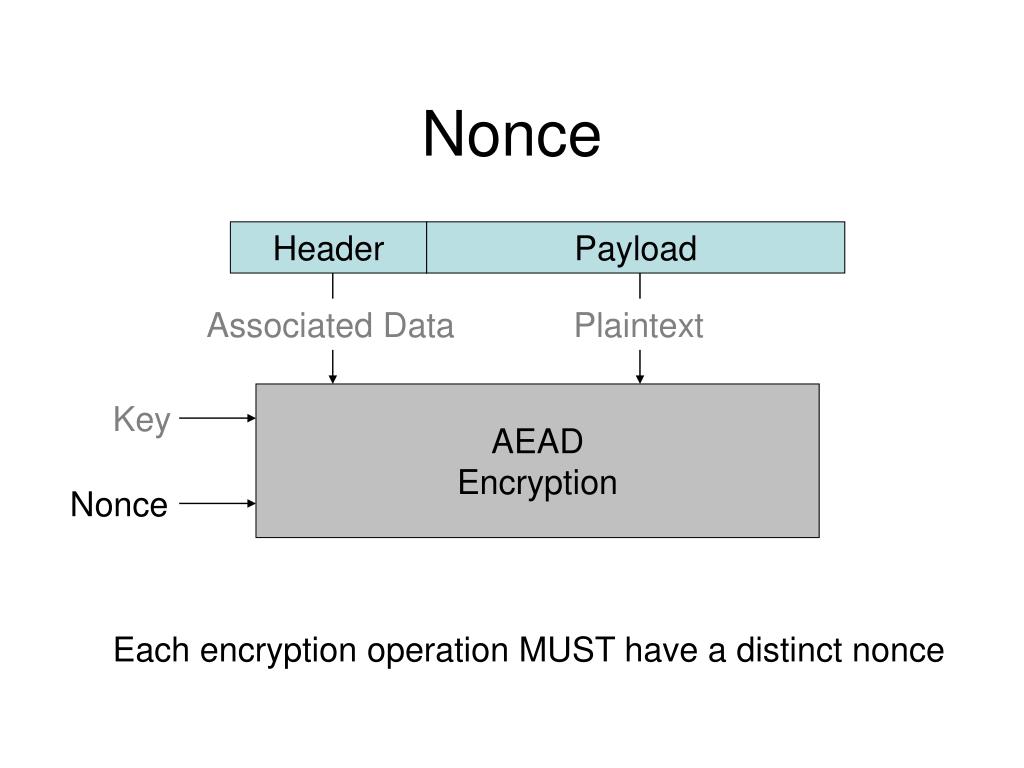 Nonce
Header
Payload
Associated Data
Plaintext
Key
AEAD
Encryption
Nonce
Each encryption operation MUST have a distinct nonce